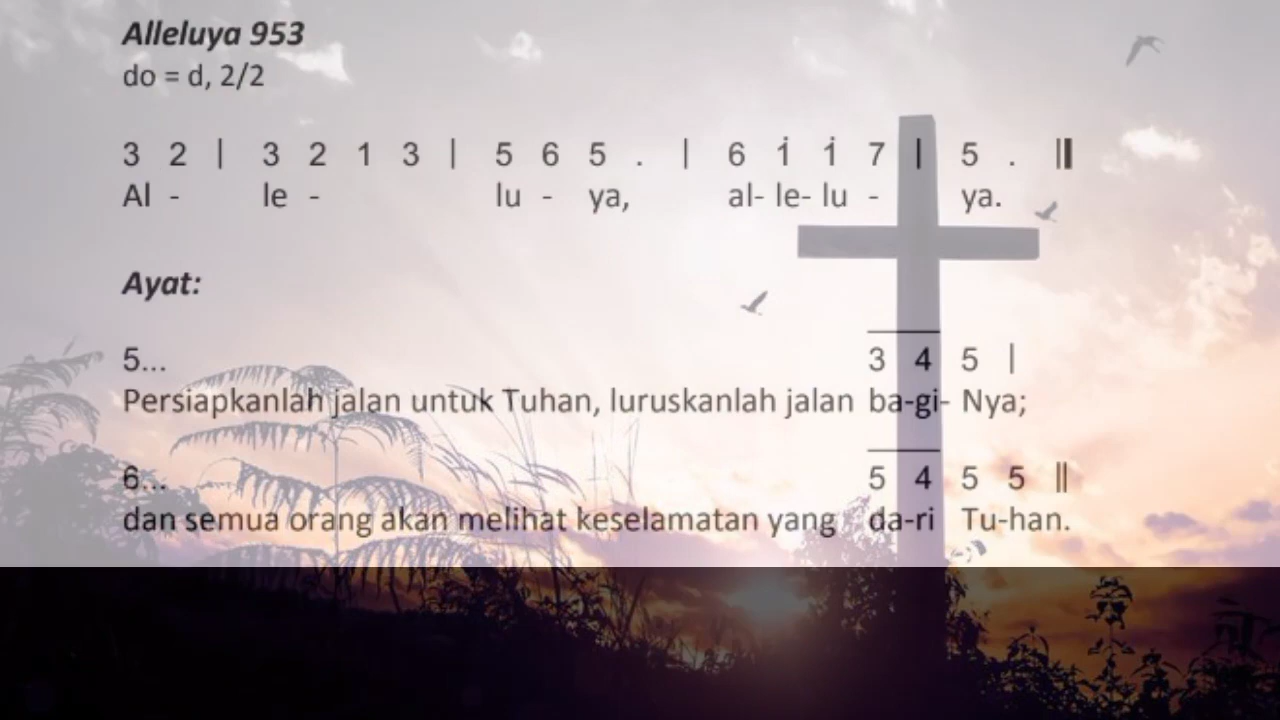 Alleluya 953
do = d, 2/2
3 2 | 3 2 1 3 | 5 6 5 . | 6 i̇ i̇ 7 | 5 . ||
Al - le - lu - ya, al- le- lu - ya.
Ayat:
5... 3 4 5 |
Persiapkanlah jalan untuk Tuhan, luruskanlah jalan ba-gi- Nya;
6... 5 4 5 5 ||
dan semua orang akan melihat keselamatan yang da-ri Tu-han.